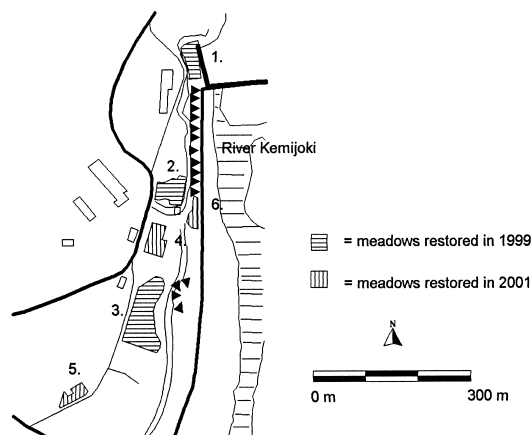 1.
River Kemijoki
2.
6.
4.
= meadows restored in 1999
= meadows restored in 2001
3.
N
5.
0 m 300 m